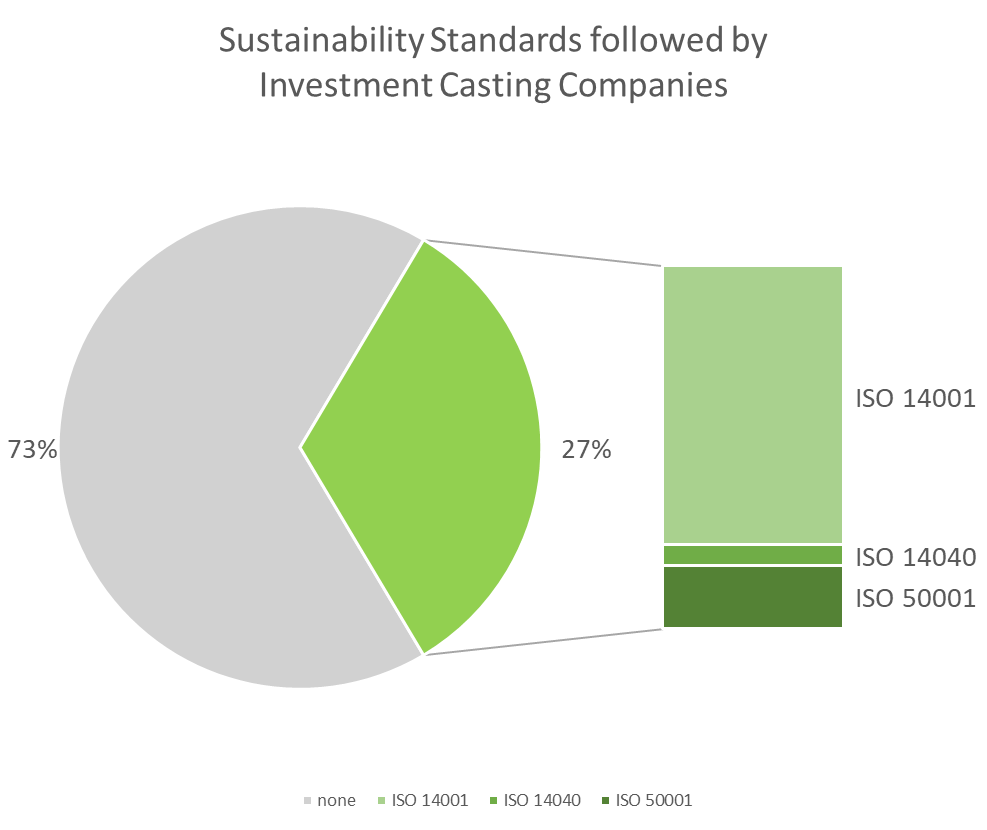 Sustainability Standards followed by
Investment Casting Companies
73%
27%
ISO 14001
ISO 14040
ISO 50001
none ISO 14001 ISO 14040 ISO 50001